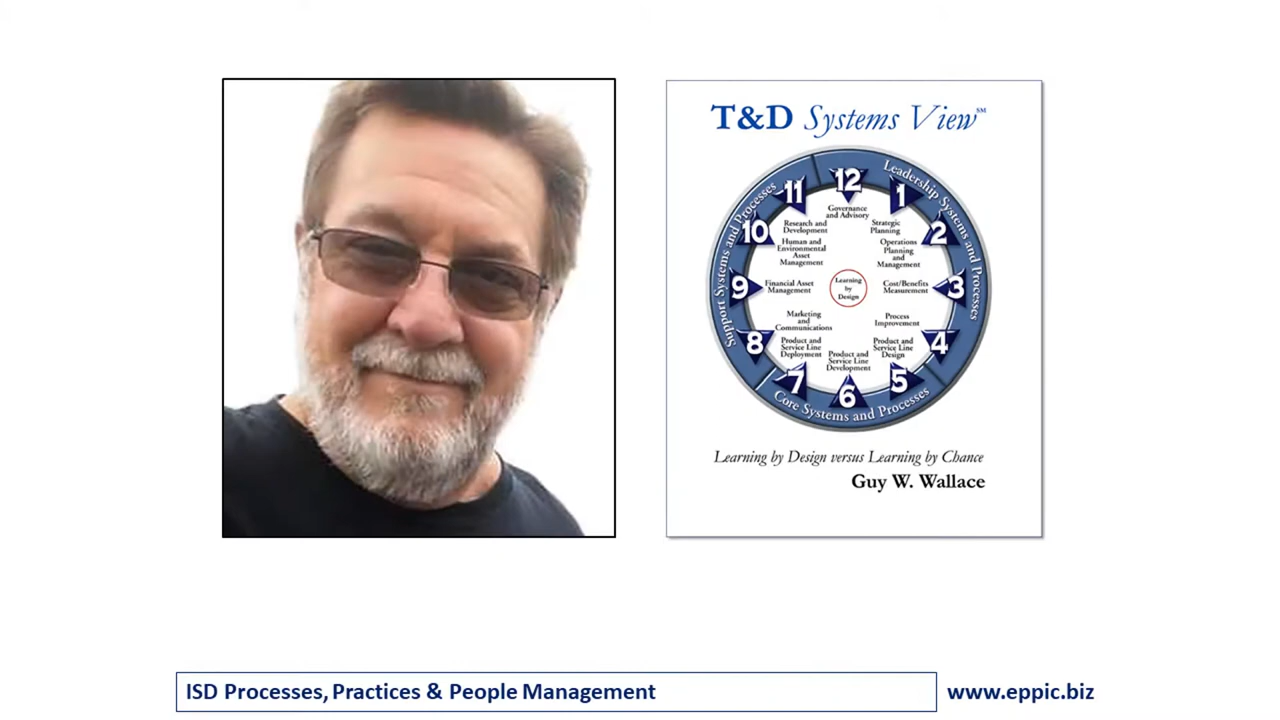 T&D Systems View℠
Leadership Systems and Processes
Core Systems and Processes
Support Systems and Processes
12
Governance
and Advisory
1
Strategic
Planning
2
Operations
Planning
and
Management
3
Cost/Benefits
Measurement
4
Process
Improvement
5
Product and
Service Line
Design
6
Product and
Service Line
Development
7
Product and
Service Line
Deployment
8
Marketing
and
Communications
9
Financial Asset
Management
10
Human and
Environmental
Asset
Management
11
Research and
Development
Learning
by
Design
Learning by Design versus Learning by Chance
Guy W. Wallace
ISD Processes, Practices & People Management
www.eppic.biz